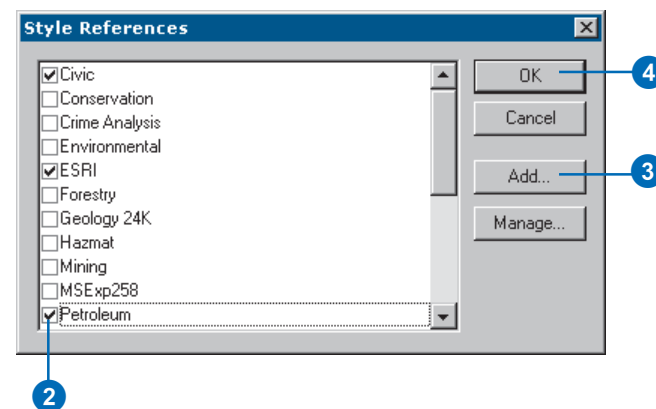 Style References
Civic
Conservation
Crime Analysis
Environmental
ESRI
Forestry
Geology 24K
Hazmat
Mining
MSExp258
Petroleum
OK
Cancel
Add...
Manage...
4
3
2